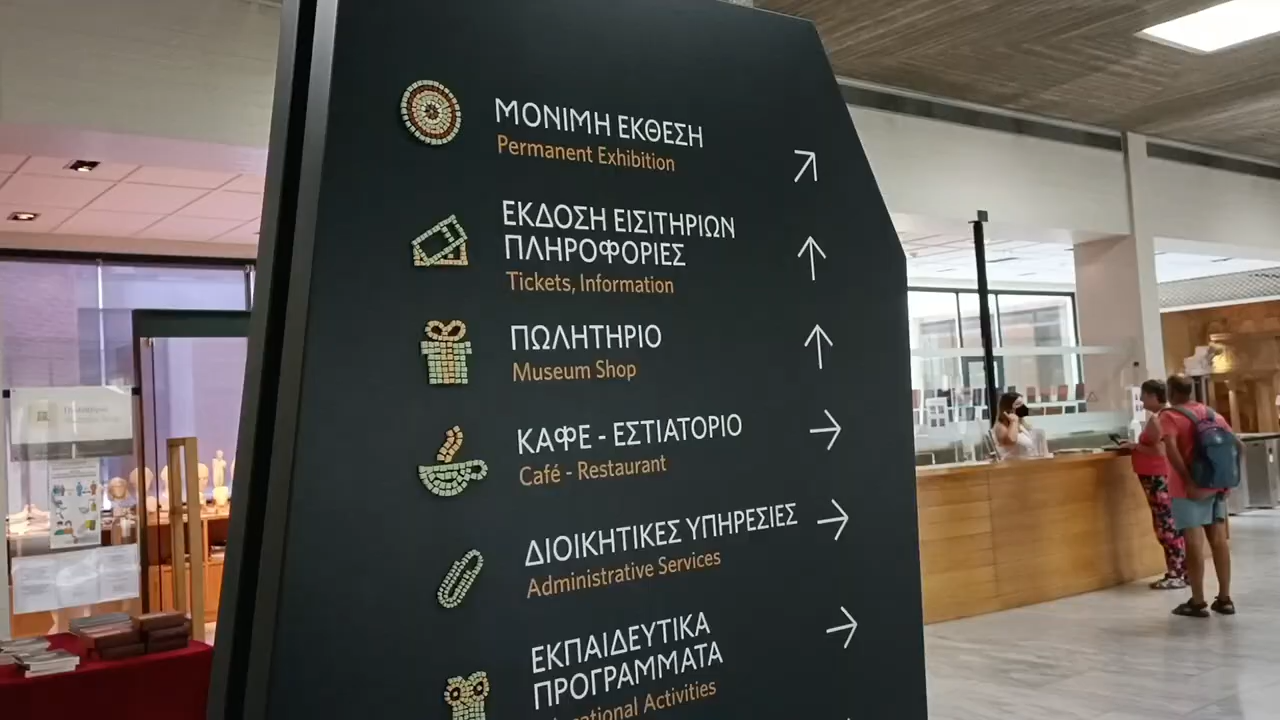 ΜΟΝΙΜΗ ΕΚΘΕΣΗ
Permanent Exhibition
ΕΚΔΟΣΗ ΕΙΣΙΤΗΡΙΩΝ
ΠΛΗΡΟΦΟΡΙΕΣ
Tickets, Information
ΠΩΛΗΤΗΡΙΟ
Museum Shop
ΚΑΦΕ - ΕΣΤΙΑΤΟΡΙΟ
Café - Restaurant
ΔΙΟΙΚΗΤΙΚΕΣ ΥΠΗΡΕΣΙΕΣ
Administrative Services
ΕΚΠΑΙΔΕΥΤΙΚΑ
ΠΡΟΓΡΑΜΜΑΤΑ
Activities